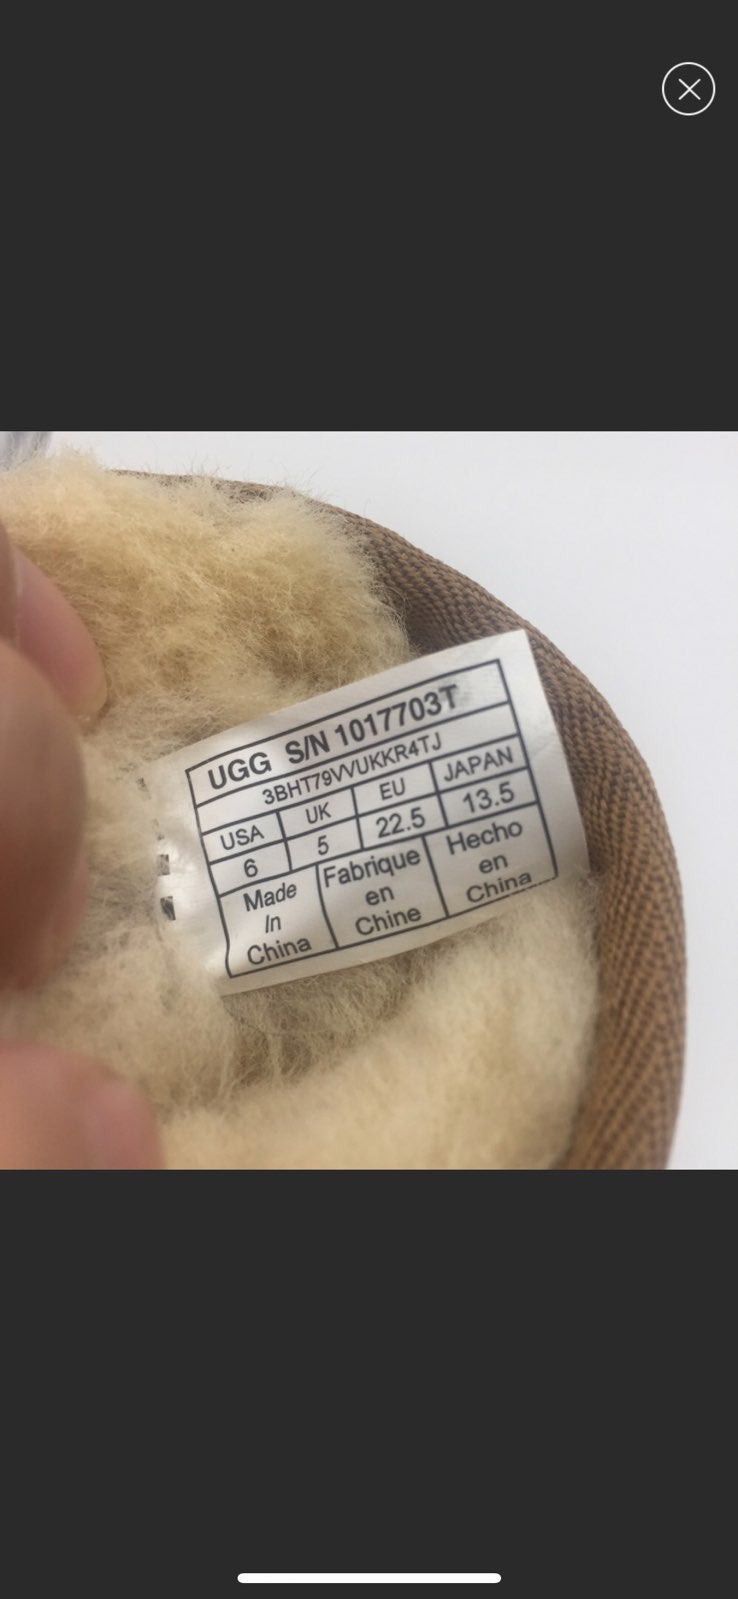 UGG S/N 1017703T
3BHT79VVUKKR4TJ
USA UK EU JAPAN
6 5 22.5 13.5
Made In China
Fabrique en Chine
Hecho en China